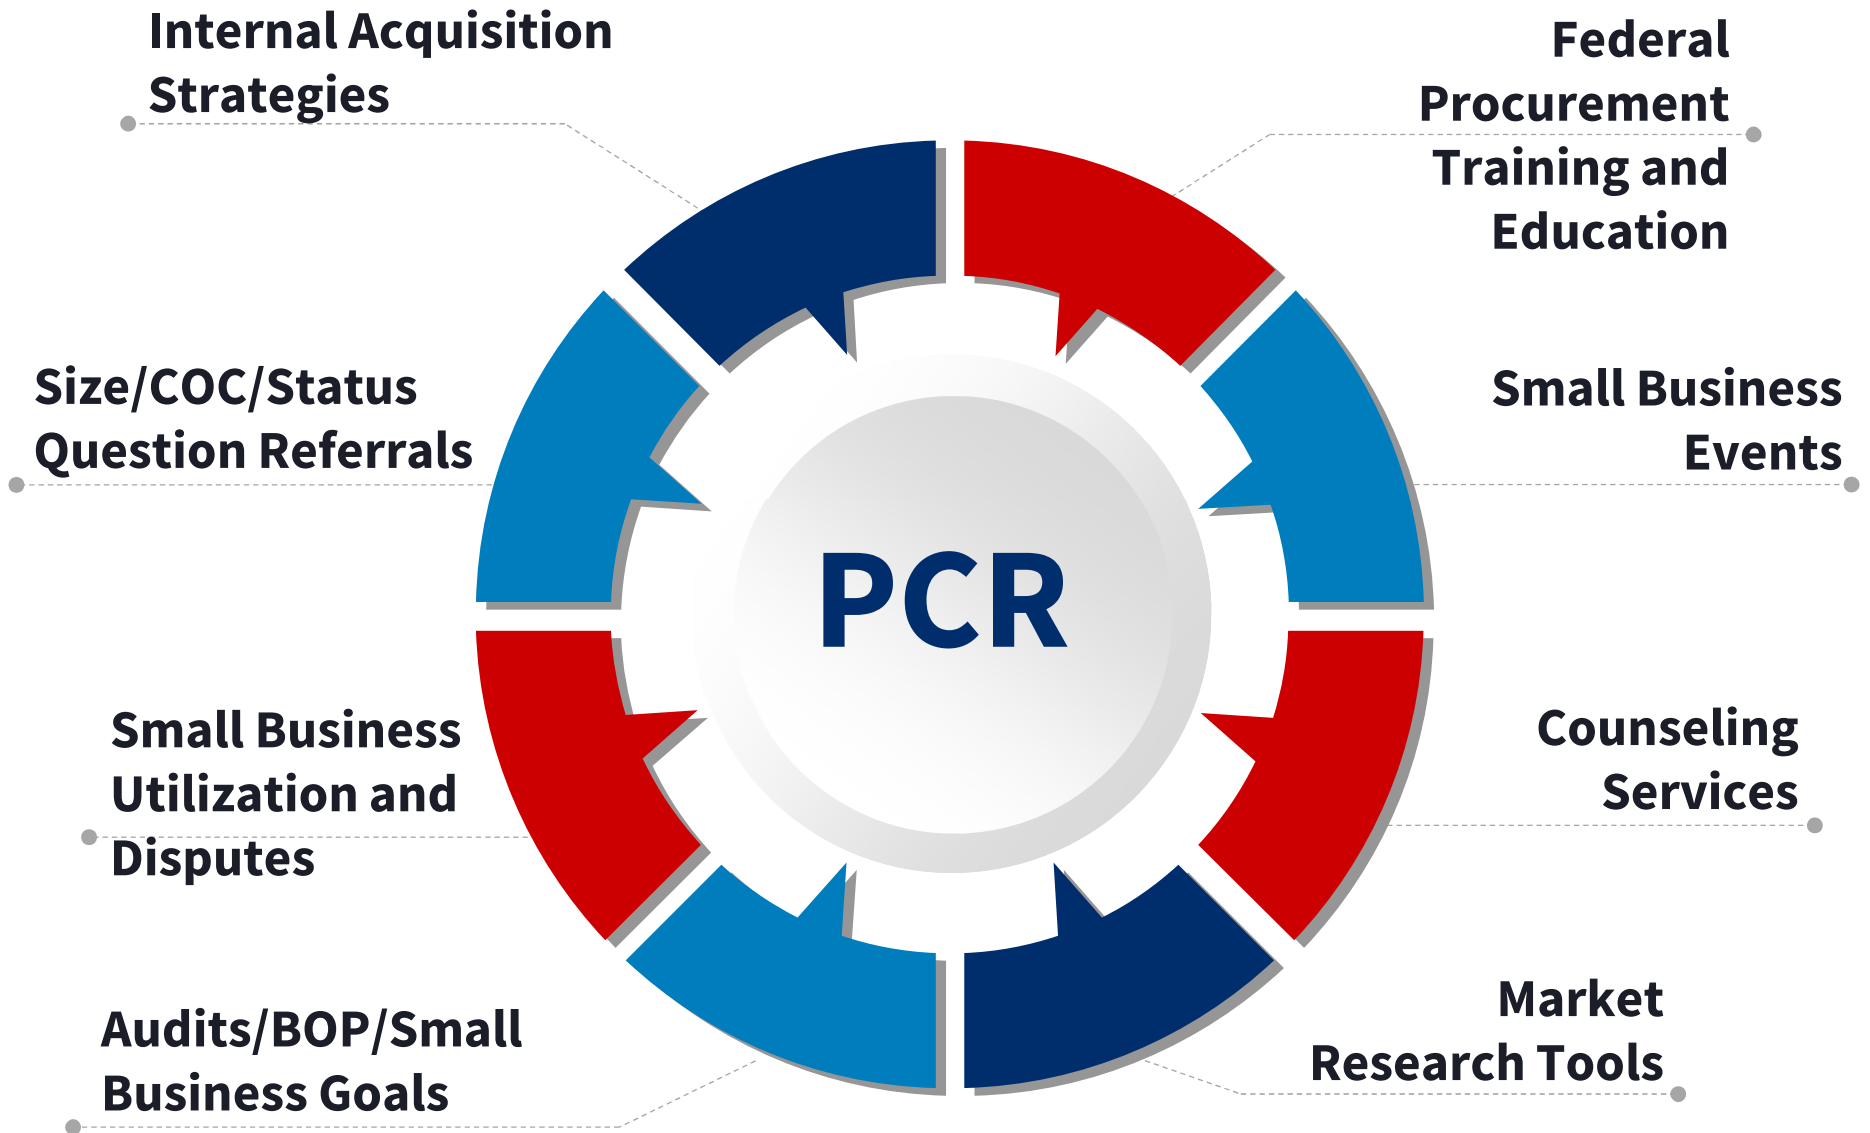 Internal Acquisition
Strategies
Federal
Procurement
Training and
Education
Size/COC/Status
Question Referrals
Small Business
Events
PCR
Small Business
Utilization and
Disputes
Counseling
Services
Audits/BOP/Small
Business Goals
Market
Research Tools